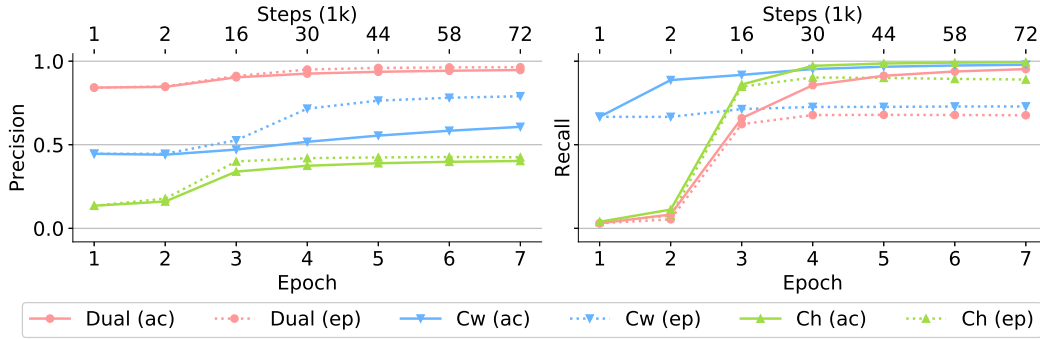 Steps (1k)
1 2 16 30 44 58 72
1.0
0.5
0.0
Precision
1 2 3 4 5 6 7
Epoch
Steps (1k)
1 2 16 30 44 58 72
Recall
1 2 3 4 5 6 7
Epoch
Dual (ac) Dual (ep) Cw (ac) Cw (ep) Ch (ac) Ch (ep)